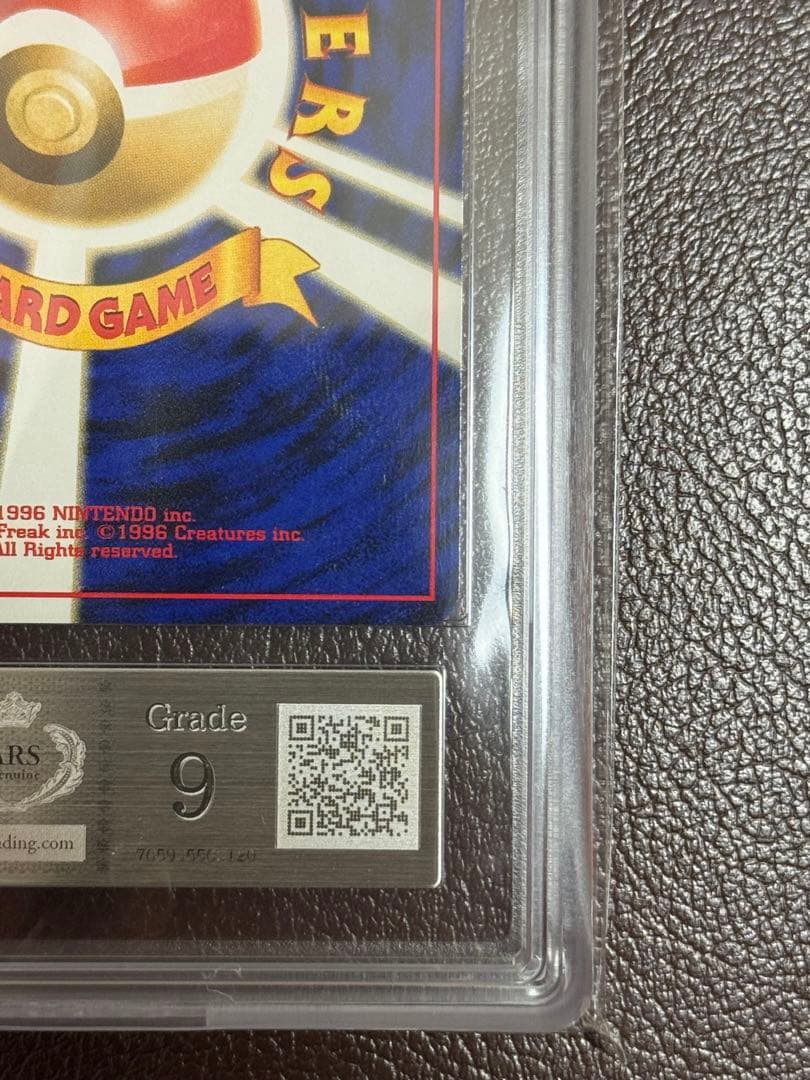 ERS
ARD GAME
1996 NINTENDO inc.
Freak inc. ©1996 Creatures inc.
All Rights reserved.
Grade
ARS
enuine
9
ding.com